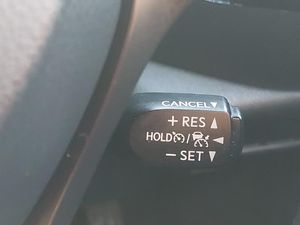 CANCEL▼
+ RES ▲
HOLD / ◄
− SET ▼